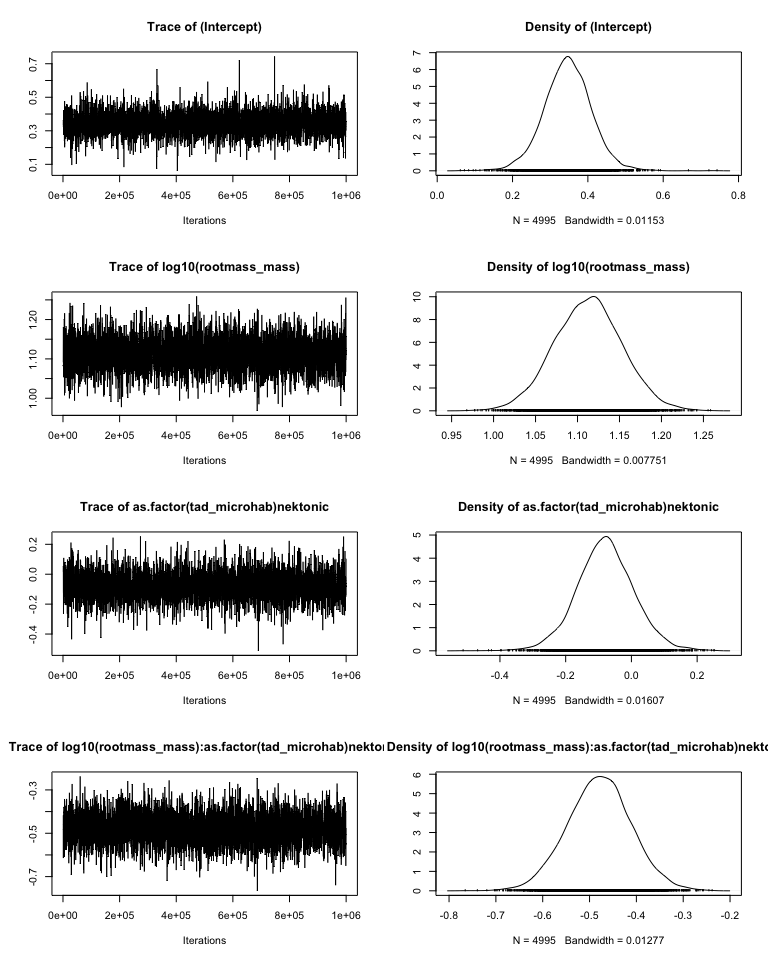 Trace of (Intercept)
Density of (Intercept)
0.1 0.3 0.5 0.7
0e+00 2e+05 4e+05 6e+05 8e+05 1e+06
Iterations
0 1 2 3 4 5 6 7
0.0 0.2 0.4 0.6 0.8
N = 4995 Bandwidth = 0.01153
Trace of log10(rootmass_mass)
Density of log10(rootmass_mass)
1.00 1.10 1.20
0e+00 2e+05 4e+05 6e+05 8e+05 1e+06
Iterations
0 2 4 6 8 10
0.95 1.00 1.05 1.10 1.15 1.20 1.25
N = 4995 Bandwidth = 0.007751
Trace of as.factor(tad_microhab)nektonic
Density of as.factor(tad_microhab)nektonic
-0.4 -0.2 0.0 0.2
0e+00 2e+05 4e+05 6e+05 8e+05 1e+06
Iterations
0 1 2 3 4 5
-0.4 -0.2 0.0 0.2
N = 4995 Bandwidth = 0.01607
Trace of log10(rootmass_mass):as.factor(tad_microhab)nekto
Density of log10(rootmass_mass):as.factor(tad_microhab)nekto
-0.7 -0.5 -0.3
0e+00 2e+05 4e+05 6e+05 8e+05 1e+06
Iterations
0 1 2 3 4 5 6
-0.8 -0.7 -0.6 -0.5 -0.4 -0.3 -0.2
N = 4995 Bandwidth = 0.01277